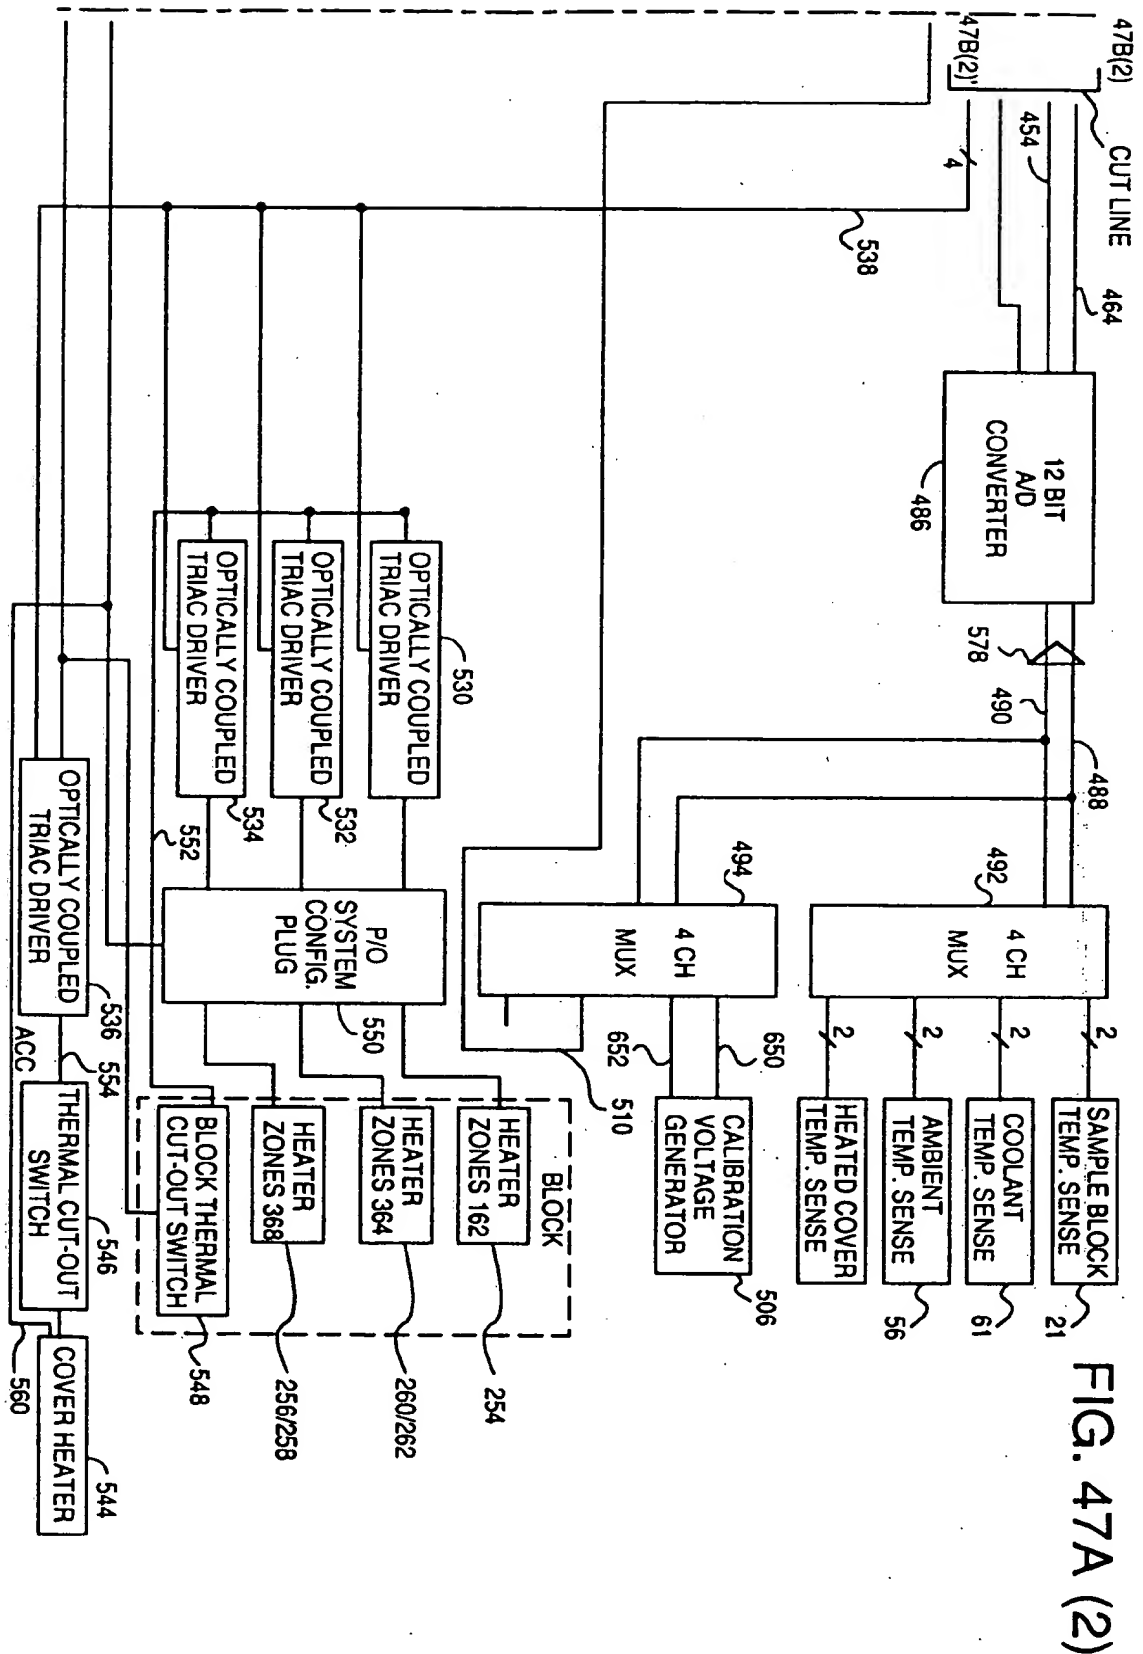 FIG. 47A (2)
47B(2)
47B(2)'
CUT LINE
454
464
4
538
12 BIT
A/D
CONVERTER
486
578
490
488
492
4 CH
MUX
494
4 CH
MUX
2
2
2
2
SAMPLE BLOCK
TEMP. SENSE
21
COOLANT
TEMP. SENSE
61
AMBIENT
TEMP. SENSE
56
HEATED COVER
TEMP. SENSE
650
652
CALIBRATION
VOLTAGE
GENERATOR
506
510
OPTICALLY COUPLED
TRIAC DRIVER
530
OPTICALLY COUPLED
TRIAC DRIVER
532
OPTICALLY COUPLED
TRIAC DRIVER
534
552
P/O
SYSTEM
CONFIG.
PLUG
550
BLOCK
HEATER
ZONES 162
254
HEATER
ZONES 364
260/262
HEATER
ZONES 368
256/258
BLOCK THERMAL
CUT-OUT SWITCH
548
OPTICALLY COUPLED
TRIAC DRIVER
536
ACC
554
THERMAL CUT-OUT
SWITCH
546
560
COVER HEATER
544